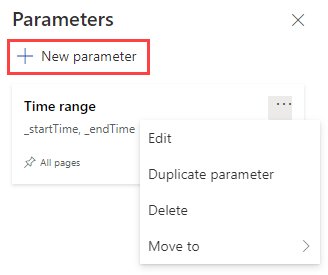 Parameters
New parameter
Time range
_startTime, _endTime
All pages
Edit
Duplicate parameter
Delete
Move to